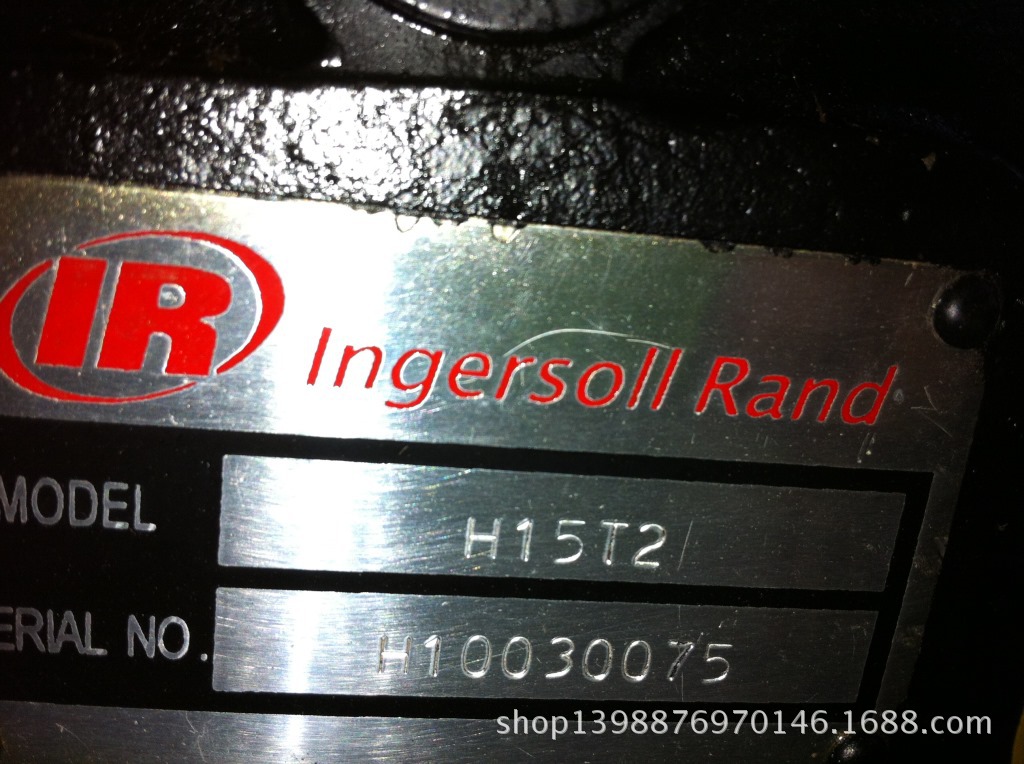 IR Ingersoll Rand
MODEL H15T2
ERIAL NO. H10030075
shop1398876970146.1688.com